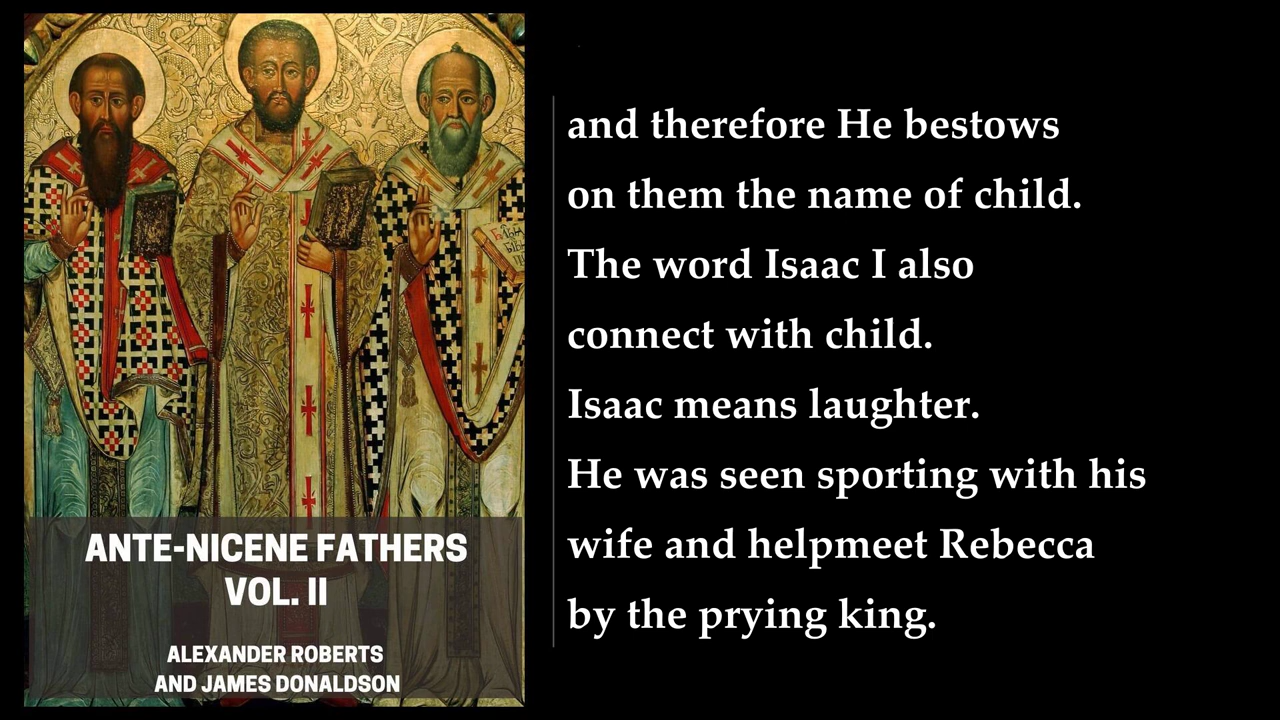 ANTE-NICENE FATHERS
VOL. II
ALEXANDER ROBERTS
AND JAMES DONALDSON
and therefore He bestows
on them the name of child.
The word Isaac I also
connect with child.
Isaac means laughter.
He was seen sporting with his
wife and helpmeet Rebecca
by the prying king.